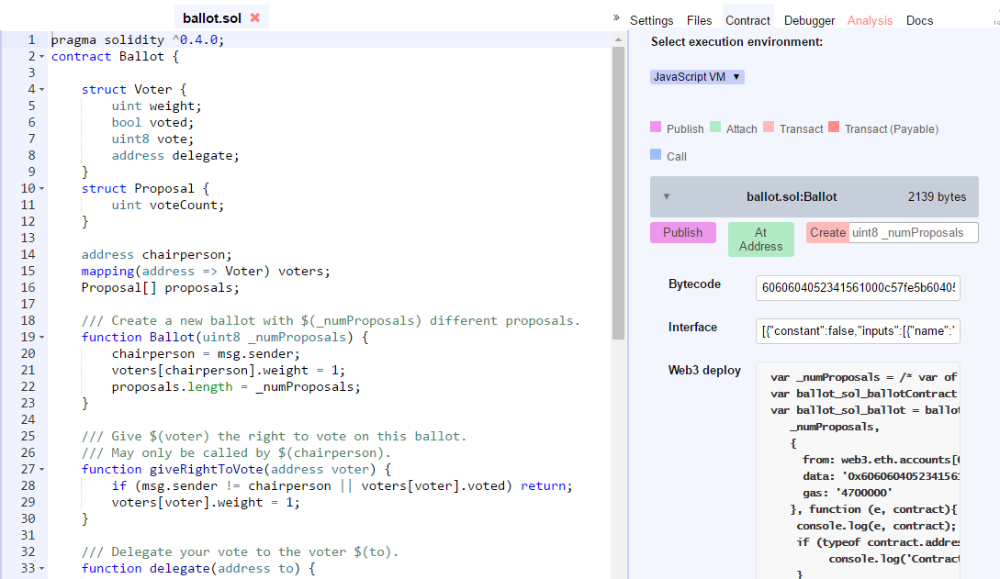 ballot.sol ✖
» Settings Files Contract Debugger Analysis Docs
1 pragma solidity ^0.4.0;
2 contract Ballot {
3
4 struct Voter {
5 uint weight;
6 bool voted;
7 uint8 vote;
8 address delegate;
9 }
10 struct Proposal {
11 uint voteCount;
12 }
13
14 address chairperson;
15 mapping(address => Voter) voters;
16 Proposal[] proposals;
17
18 /// Create a new ballot with $(_numProposals) different proposals.
19 function Ballot(uint8 _numProposals) {
20 chairperson = msg.sender;
21 voters[chairperson].weight = 1;
22 proposals.length = _numProposals;
23 }
24
25 /// Give $(voter) the right to vote on this ballot.
26 /// May only be called by $(chairperson).
27 function giveRightToVote(address voter) {
28 if (msg.sender != chairperson || voters[voter].voted) return;
29 voters[voter].weight = 1;
30 }
31
32 /// Delegate your vote to the voter $(to).
33 function delegate(address to) {
Select execution environment:
JavaScript VM ▼
Publish Attach Transact Transact (Payable)
Call
▼ ballot.sol:Ballot 2139 bytes
Publish At Address Create uint8 _numProposals
Bytecode 6060604052341561000c57fe5b6040
Interface [{"constant":false,"inputs":[{"name":"
Web3 deploy
var _numProposals = /* var of
var ballot_sol_ballotContract
var ballot_sol_ballot = ballot
_numProposals,
{
from: web3.eth.accounts[
data: '0x606060405234156
gas: '4700000'
}, function (e, contract){
console.log(e, contract);
if (typeof contract.addre
console.log('Contract
}